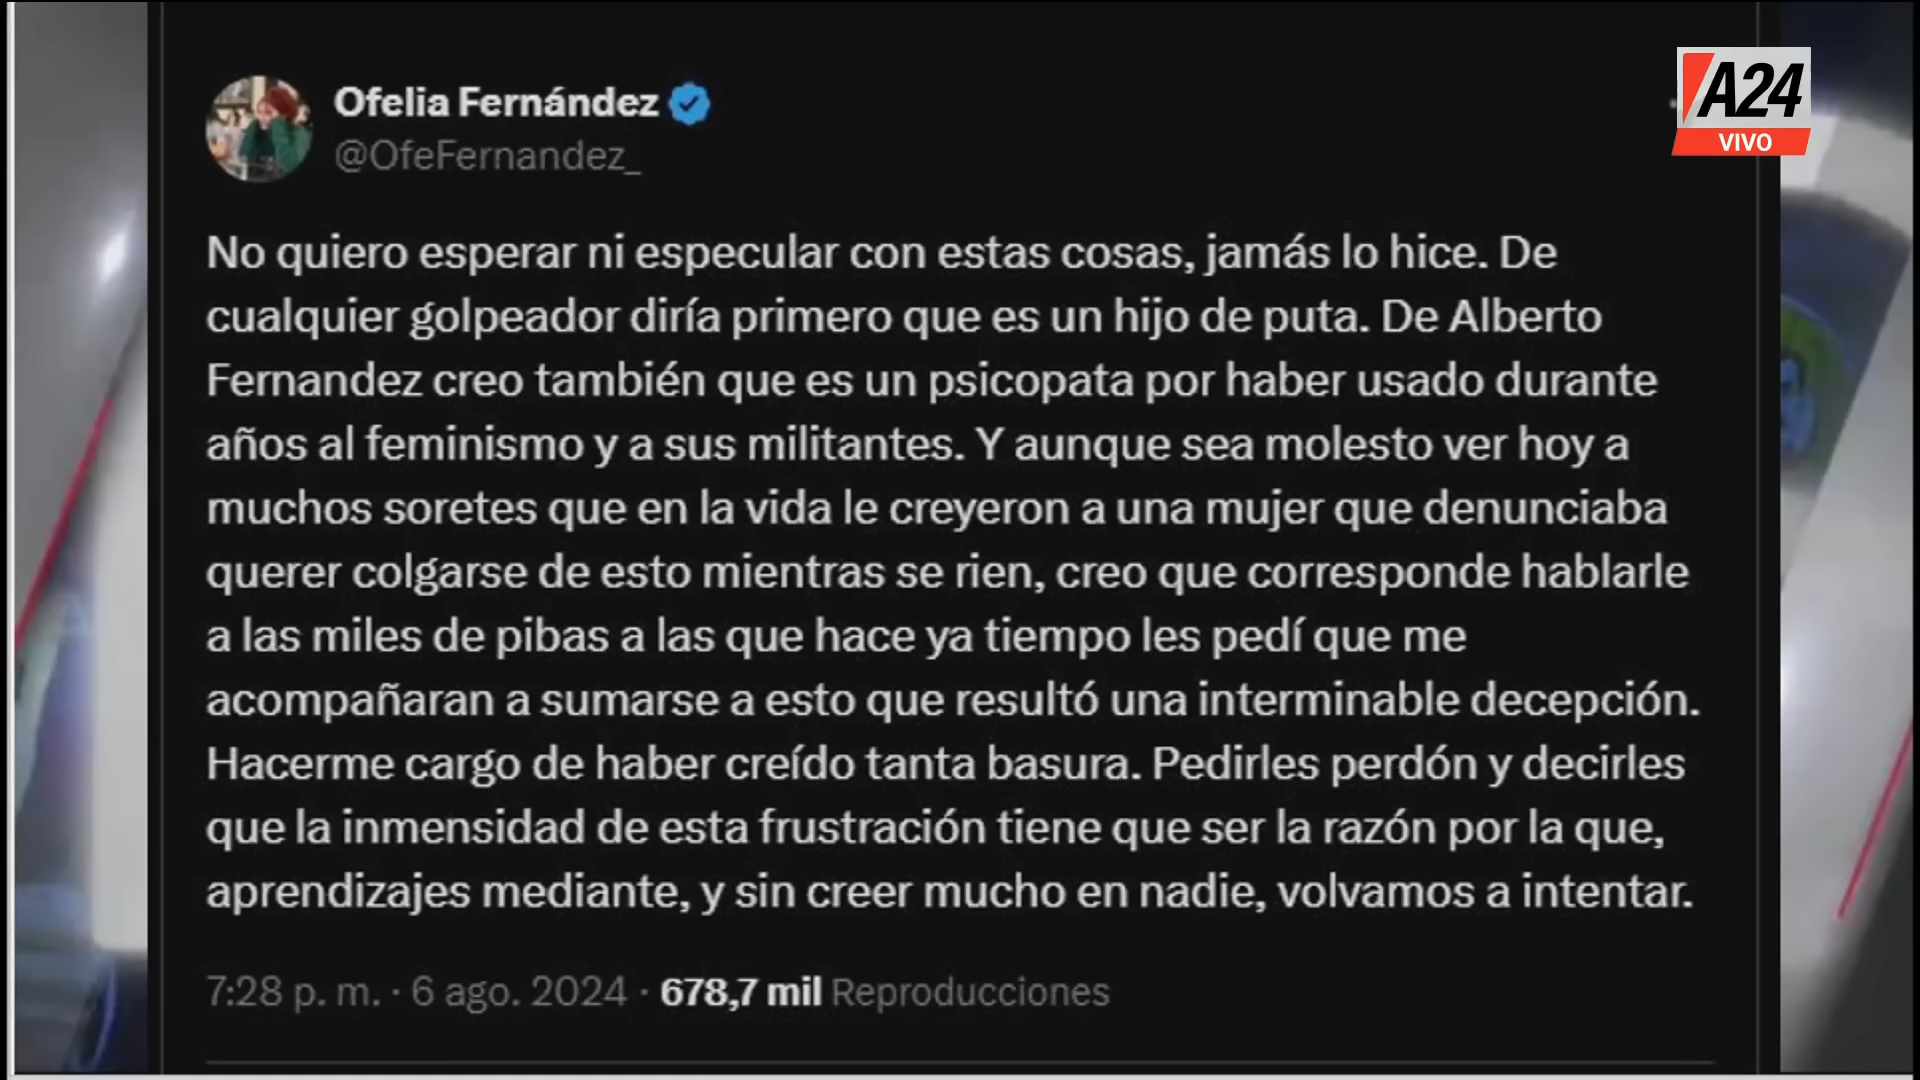 Ofelia Fernández
@OfeFernandez_
A24
VIVO
No quiero esperar ni especular con estas cosas, jamás lo hice. De
cualquier golpeador diría primero que es un hijo de puta. De Alberto
Fernandez creo también que es un psicopata por haber usado durante
años al feminismo y a sus militantes. Y aunque sea molesto ver hoy a
muchos soretes que en la vida le creyeron a una mujer que denunciaba
querer colgarse de esto mientras se rien, creo que corresponde hablarle
a las miles de pibas a las que hace ya tiempo les pedí que me
acompañaran a sumarse a esto que resultó una interminable decepción.
Hacerme cargo de haber creído tanta basura. Pedirles perdón y decirles
que la inmensidad de esta frustración tiene que ser la razón por la que,
aprendizajes mediante, y sin creer mucho en nadie, volvamos a intentar.
7:28 p. m. · 6 ago. 2024 · 678,7 mil Reproducciones